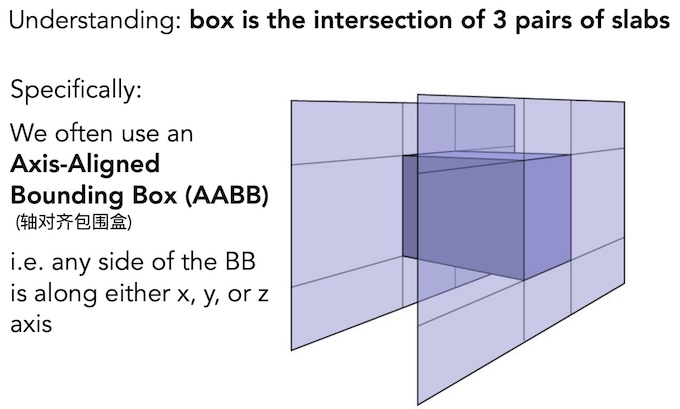 Understanding: box is the intersection of 3 pairs of slabs
Specifically:
We often use an
Axis-Aligned
Bounding Box (AABB)
(轴对齐包围盒)
i.e. any side of the BB
is along either x, y, or z
axis